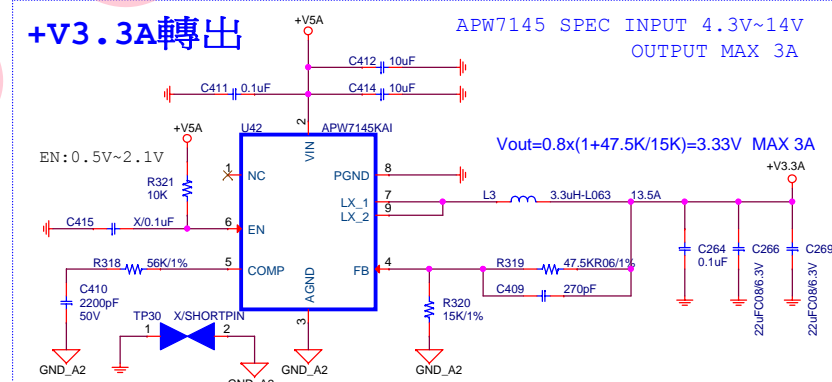 +V3.3A轉出
APW7145 SPEC INPUT 4.3V~14V
OUTPUT MAX 3A
+V5A
C412 10uF
C411 0.1uF
C414 10uF
+V5A
U42
2
APW7145KAI
VIN
Vout=0.8x(1+47.5K/15K)=3.33V MAX 3A
+V3.3A
EN:0.5V~2.1V
1
NC
PGND
8
R321
10K
LX_1
7
LX_2
9
L3
3.3uH-L063
13.5A
C415
X/0.1uF
6
EN
C264
0.1uF
C266
22uFC08/6.3V
C269
22uFC08/6.3V
R318
56K/1%
5
COMP
FB
4
R319
47.5KR06/1%
AGND
C410
2200pF
50V
C409
270pF
R320
15K/1%
TP30
X/SHORTPIN
1
2
3
GND_A2
GND_A2
GND_A2
GND_A2